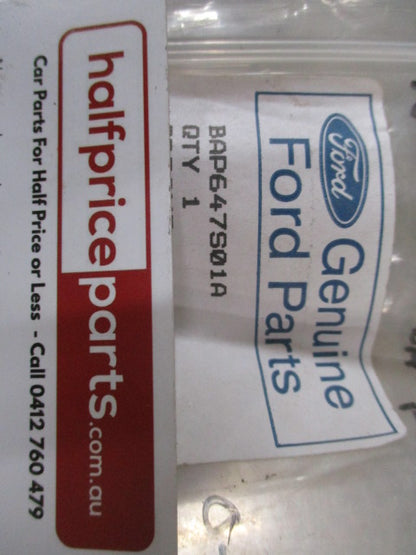 Ford
Genuine
Ford Parts
BAP647S01A
QTY 1
halfpriceparts.com.au
Car Parts For Half Price or Less - Call 0412 760 479